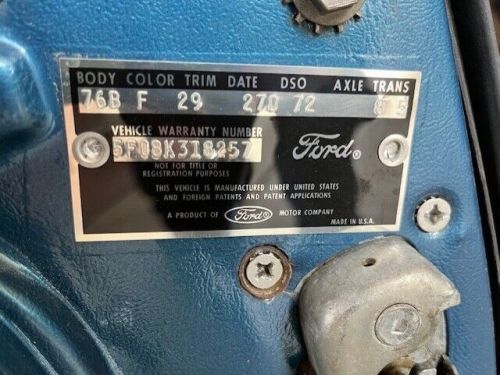 BODY COLOR TRIM DATE DSO AXLE TRANS
76B F 29 27D 72 8 5
VEHICLE WARRANTY NUMBER
5F08K318257
Ford®
NOT FOR TITLE OR
REGISTRATION PURPOSES
THIS VEHICLE IS MANUFACTURED UNDER UNITED STATES
AND FOREIGN PATENTS AND PATENT APPLICATIONS
A PRODUCT OF Ford® MOTOR COMPANY
MADE IN U.S.A.